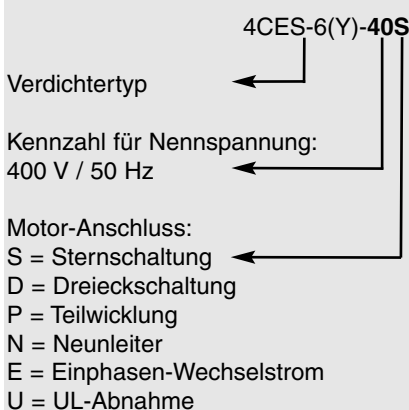 4CES-6(Y)-40S
Verdichtertyp
Kennzahl für Nennspannung:
400 V / 50 Hz
Motor-Anschluss:
S = Sternschaltung
D = Dreieckschaltung
P = Teilwicklung
N = Neunleiter
E = Einphasen-Wechselstrom
U = UL-Abnahme